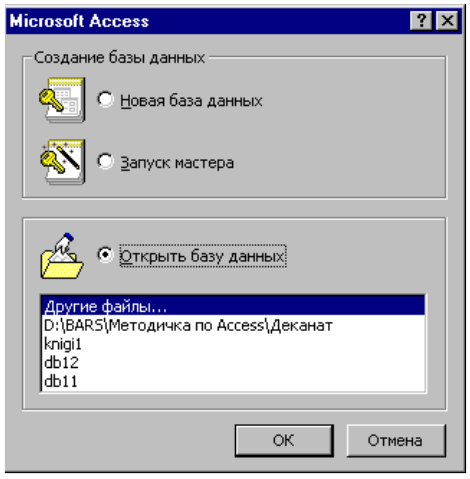 Microsoft Access
Создание базы данных
Новая база данных
Запуск мастера
Открыть базу данных
Другие файлы...
D:\BARS\Методичка по Access\Деканат
knigi1
db12
db11
ОК
Отмена